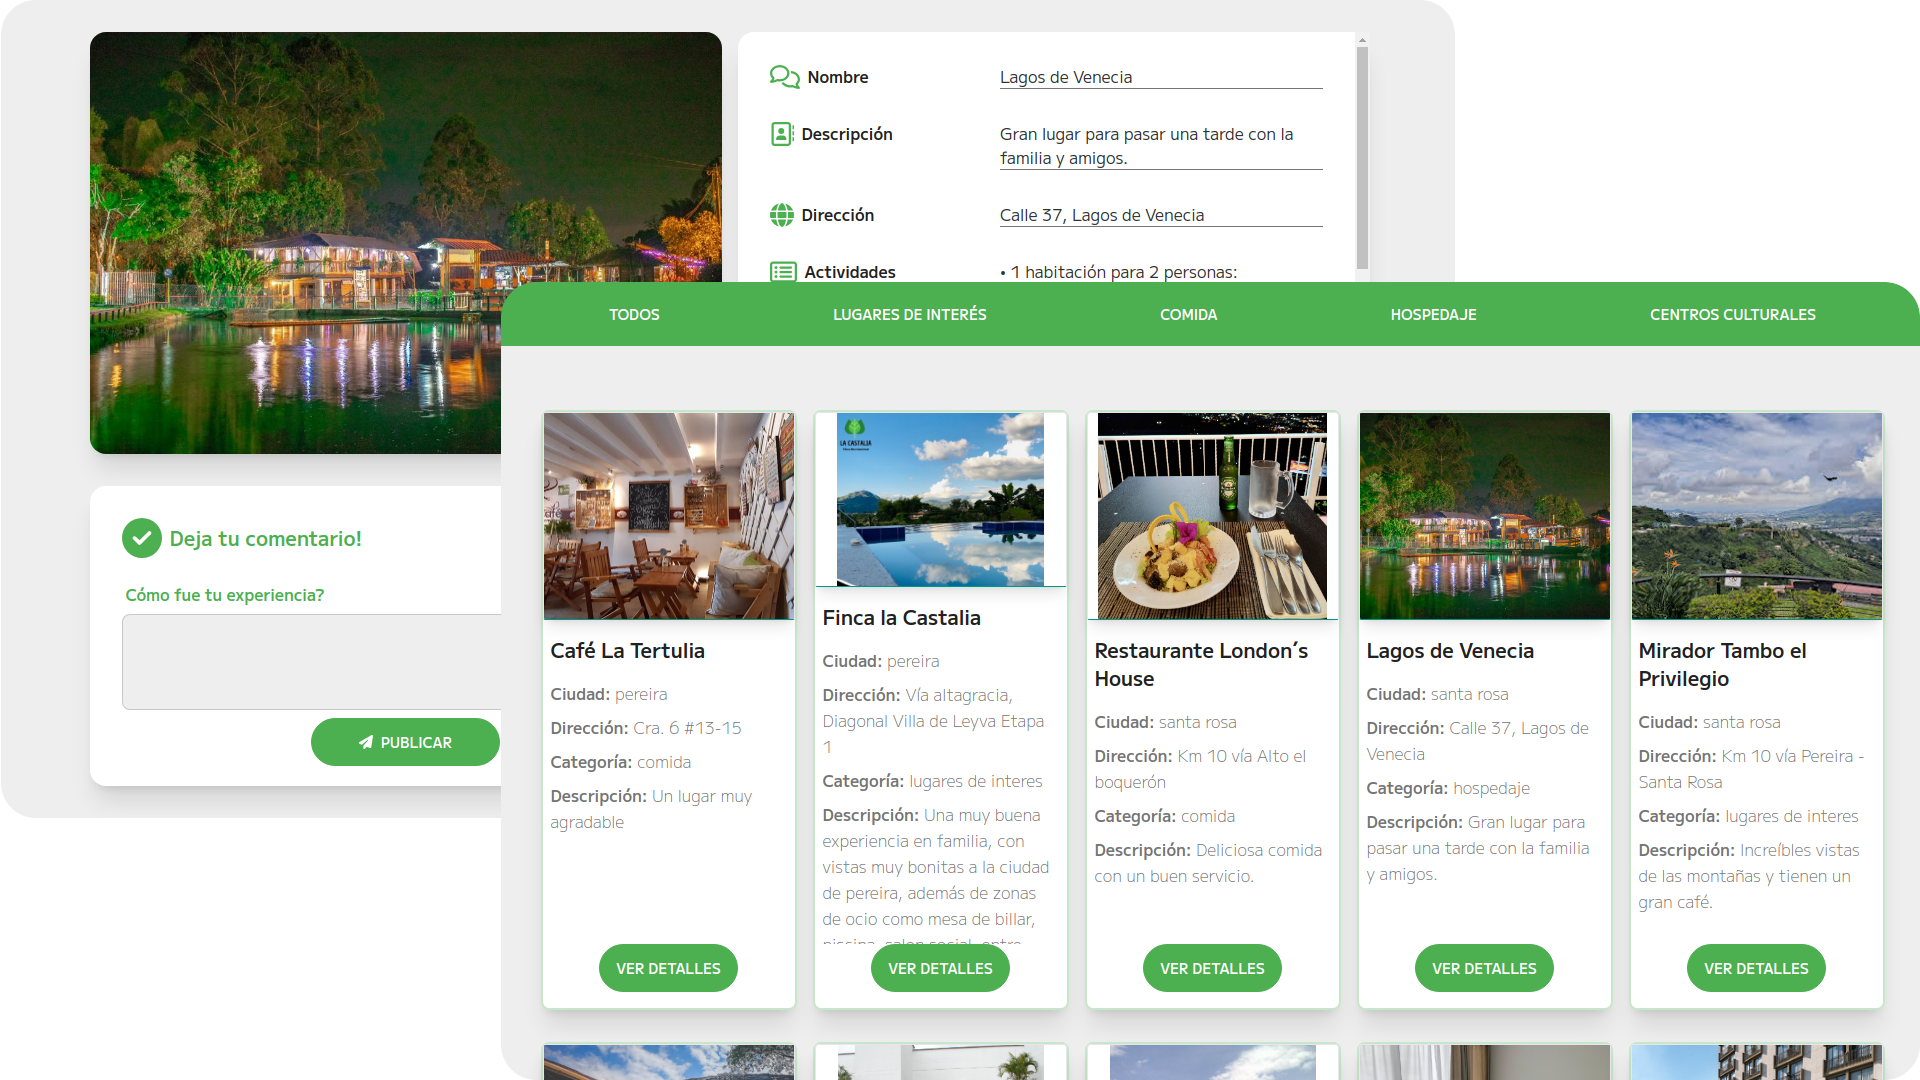 Nombre
Lagos de Venecia
Descripción
Gran lugar para pasar una tarde con la
familia y amigos.
Dirección
Calle 37, Lagos de Venecia
Actividades
• 1 habitación para 2 personas:
Deja tu comentario!
Cómo fue tu experiencia?
PUBLICAR
TODOS
LUGARES DE INTERÉS
COMIDA
HOSPEDAJE
CENTROS CULTURALES
Café La Tertulia
Ciudad: pereira
Dirección: Cra. 6 #13-15
Categoría: comida
Descripción: Un lugar muy
agradable
VER DETALLES
LA CASTALIA
Finca la Castalia
Ciudad: pereira
Dirección: Vía altagracia,
Diagonal Villa de Leyva Etapa
1
Categoría: lugares de interes
Descripción: Una muy buena
experiencia en familia, con
vistas muy bonitas a la ciudad
de pereira, además de zonas
de ocio como mesa de billar,
piscina, salon social, entre
VER DETALLES
Restaurante London´s
House
Ciudad: santa rosa
Dirección: Km 10 vía Alto el
boquerón
Categoría: comida
Descripción: Deliciosa comida
con un buen servicio.
VER DETALLES
Lagos de Venecia
Ciudad: santa rosa
Dirección: Calle 37, Lagos de
Venecia
Categoría: hospedaje
Descripción: Gran lugar para
pasar una tarde con la familia
y amigos.
VER DETALLES
Mirador Tambo el
Privilegio
Ciudad: santa rosa
Dirección: Km 10 vía Pereira -
Santa Rosa
Categoría: lugares de interes
Descripción: Increíbles vistas
de las montañas y tienen un
gran café.
VER DETALLES